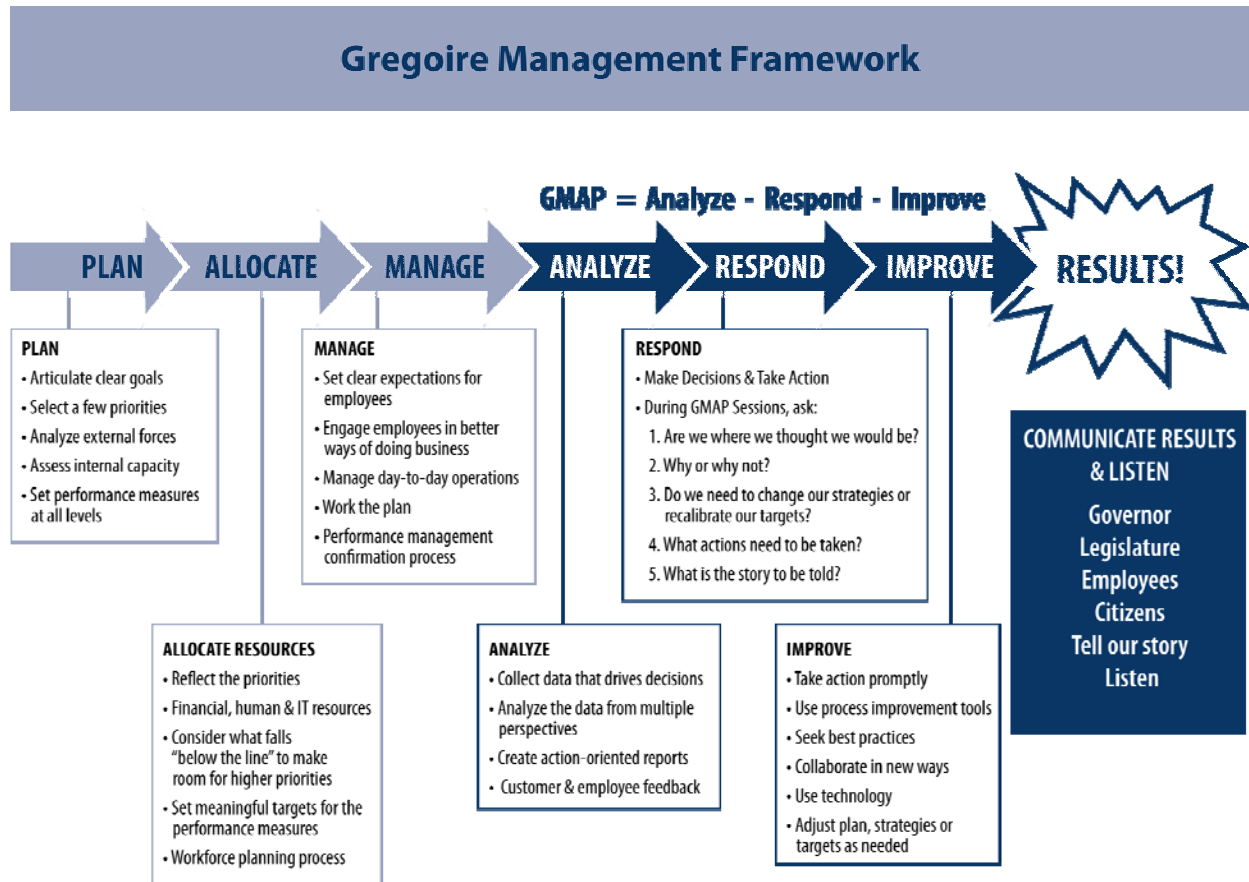 Gregoire Management Framework
GMAP = Analyze - Respond - Improve
PLAN
ALLOCATE
MANAGE
ANALYZE
RESPOND
IMPROVE
RESULTS!
PLAN
• Articulate clear goals
• Select a few priorities
• Analyze external forces
• Assess internal capacity
• Set performance measures
at all levels
MANAGE
• Set clear expectations for
employees
• Engage employees in better
ways of doing business
• Manage day-to-day operations
• Work the plan
• Performance management
confirmation process
RESPOND
• Make Decisions & Take Action
• During GMAP Sessions, ask:
1. Are we where we thought we would be?
2. Why or why not?
3. Do we need to change our strategies or
recalibrate our targets?
4. What actions need to be taken?
5. What is the story to be told?
COMMUNICATE RESULTS
& LISTEN
Governor
Legislature
Employees
Citizens
Tell our story
Listen
ALLOCATE RESOURCES
• Reflect the priorities
• Financial, human & IT resources
• Consider what falls
"below the line" to make
room for higher priorities
• Set meaningful targets for the
performance measures
• Workforce planning process
ANALYZE
• Collect data that drives decisions
• Analyze the data from multiple
perspectives
• Create action-oriented reports
• Customer & employee feedback
IMPROVE
• Take action promptly
• Use process improvement tools
• Seek best practices
• Collaborate in new ways
• Use technology
• Adjust plan, strategies or
targets as needed